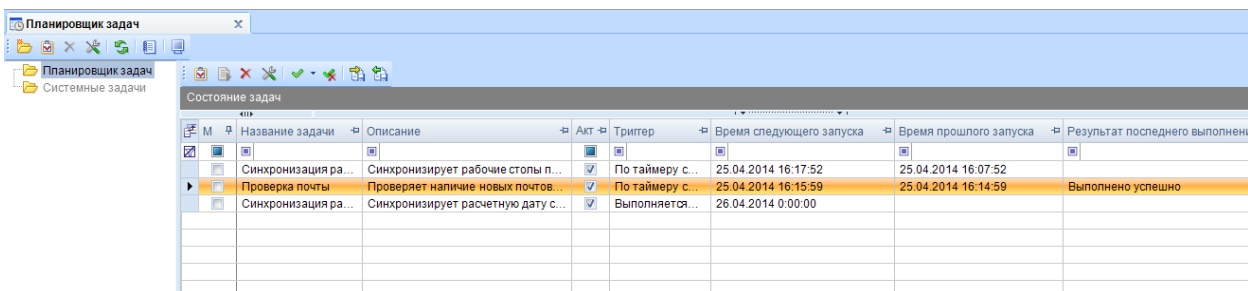 Планировщик задач
Планировщик задач
Системные задачи
Состояние задач
М Название задачи Описание Акт Триггер Время следующего запуска Время прошлого запуска Результат последнего выполнени
Синхронизация ра... Синхронизирует рабочие столы п... По таймеру с... 25.04.2014 16:17:52 25.04.2014 16:07:52
Проверка почты Проверяет наличие новых почтов... По таймеру с... 25.04.2014 16:15:59 25.04.2014 16:14:59 Выполнено успешно
Синхронизация ра... Синхронизирует расчетную дату с... Выполняется... 26.04.2014 0:00:00